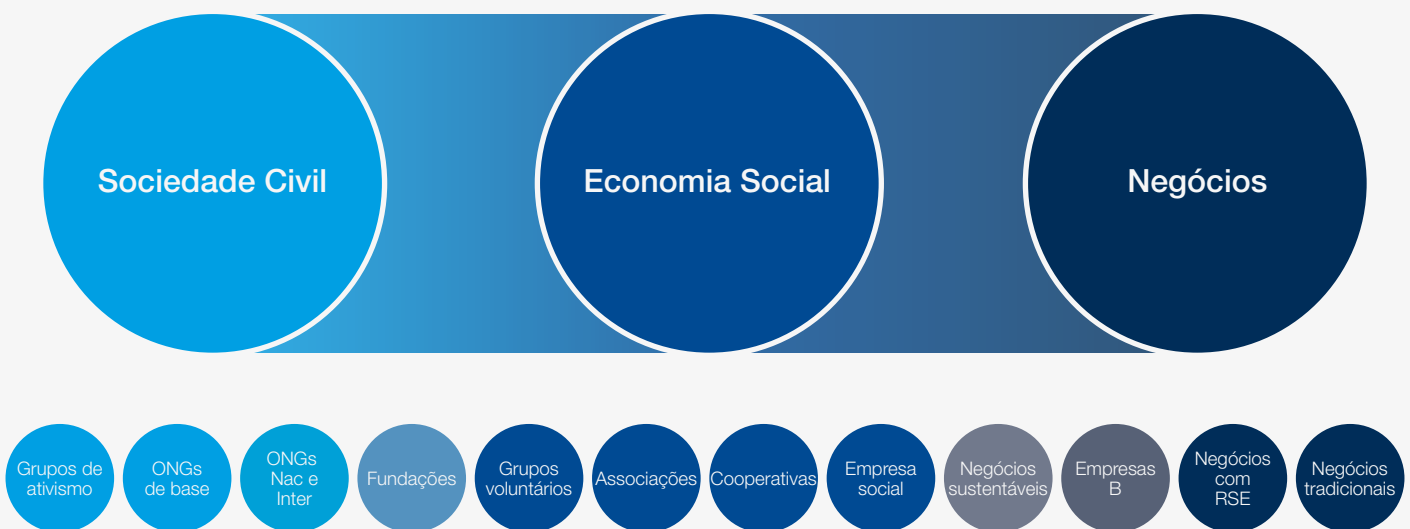 Sociedade Civil
Economia Social
Negócios
Grupos de
ativismo
ONGs
de base
ONGs
Nac e
Inter
Fundações
Grupos
voluntários
Associações
Cooperativas
Empresa
social
Negócios
sustentáveis
Empresas
B
Negócios
com
RSE
Negócios
tradicionais